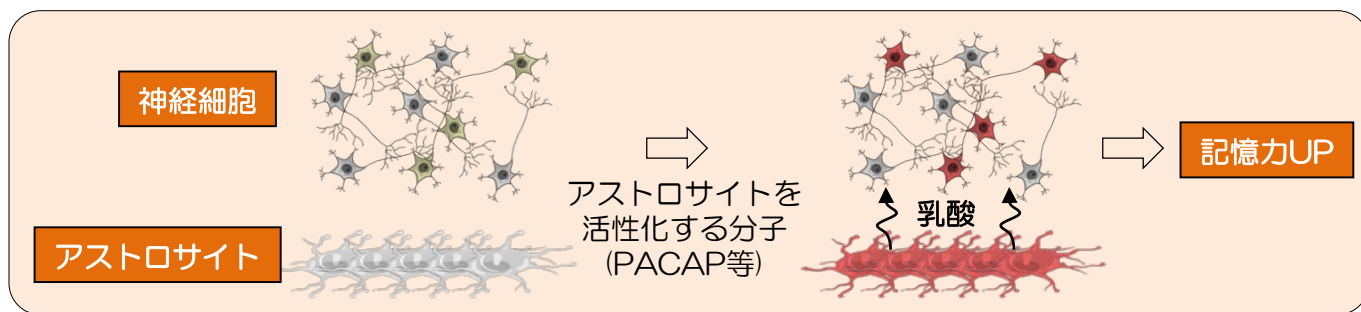 神経細胞
アストロサイト
アストロサイトを
活性化する分子
(PACAP等)
乳酸
記憶力UP